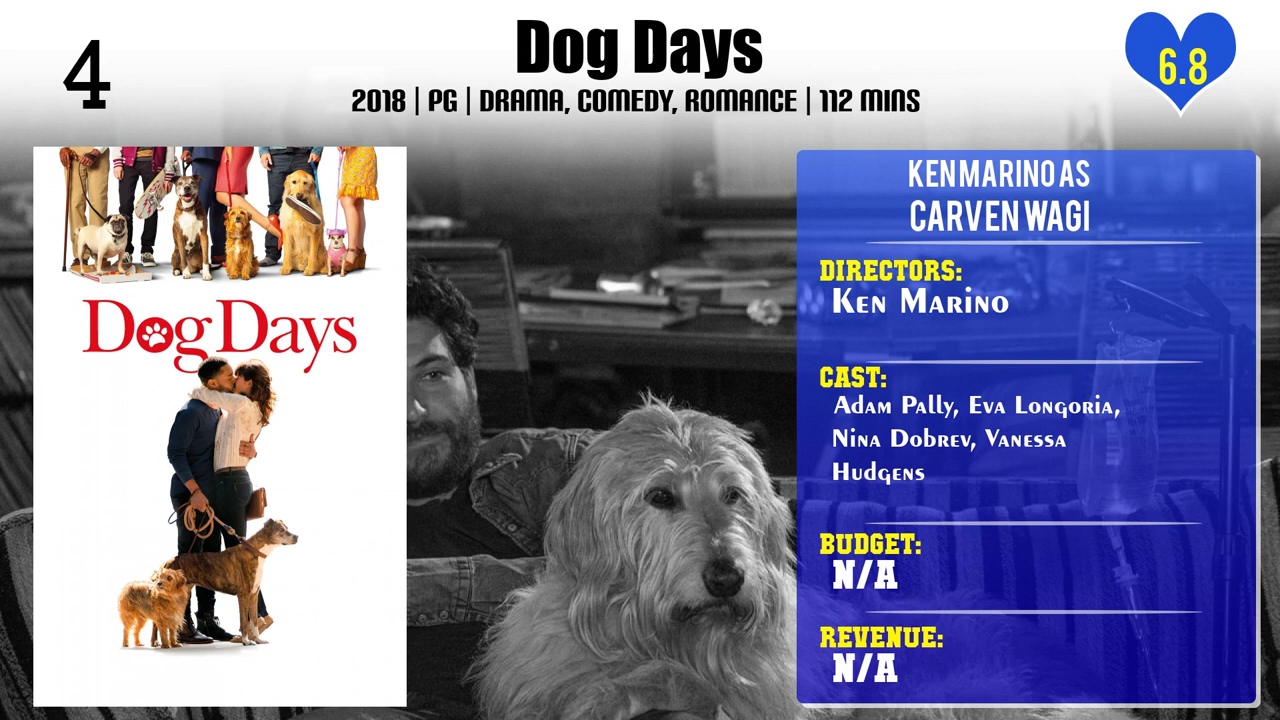 4
Dog Days
2018 | PG | DRAMA, COMEDY, ROMANCE | 112 MINS
6.8
Dog Days
KEN MARINO AS
CARVEN WAGI
DIRECTORS:
Ken Marino
CAST:
Adam Pally, Eva Longoria,
Nina Dobrev, Vanessa
Hudgens
BUDGET:
N/A
REVENUE:
N/A